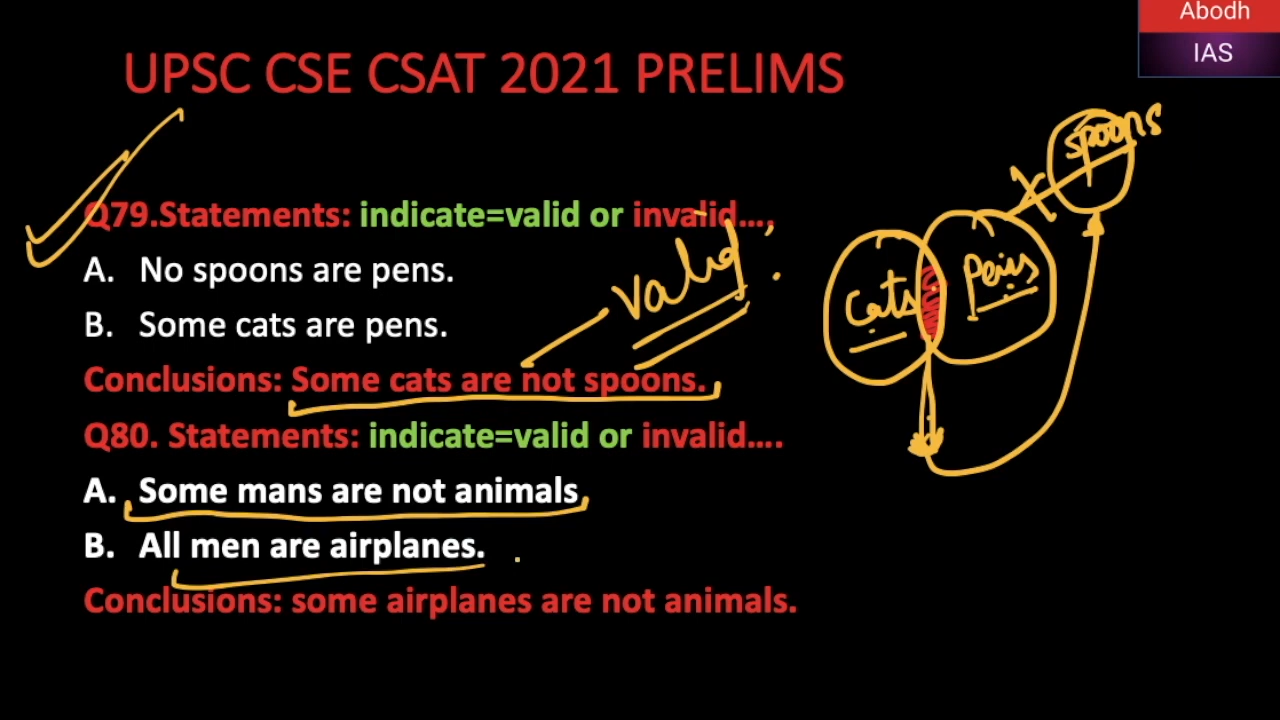 Abodh
IAS
UPSC CSE CSAT 2021 PRELIMS
spoons
Q79.Statements: indicate=valid or invalid...,
A. No spoons are pens.
valid
Cats
Pens
B. Some cats are pens.
Conclusions: Some cats are not spoons.
Q80. Statements: indicate=valid or invalid....
A. Some mans are not animals
B. All men are airplanes.
Conclusions: some airplanes are not animals.